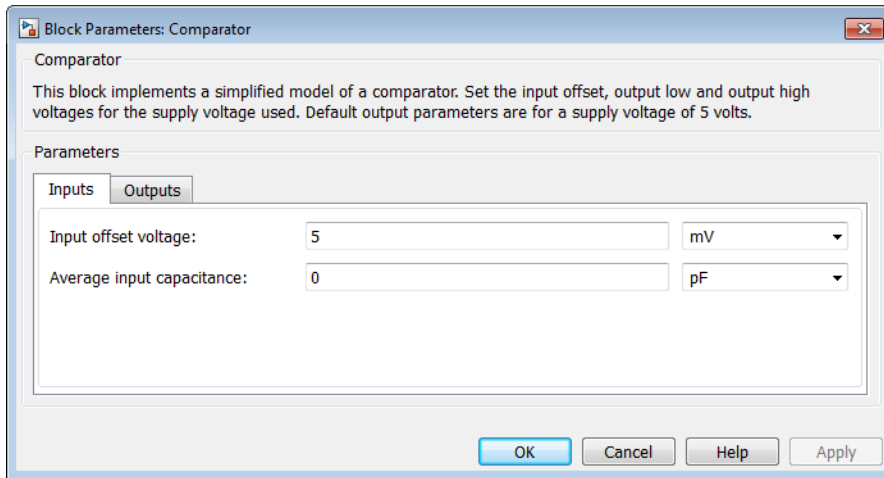 Block Parameters: Comparator
Comparator
This block implements a simplified model of a comparator. Set the input offset, output low and output high
voltages for the supply voltage used. Default output parameters are for a supply voltage of 5 volts.
Parameters
Inputs Outputs
Input offset voltage: 5 mV
Average input capacitance: 0 pF
OK Cancel Help Apply